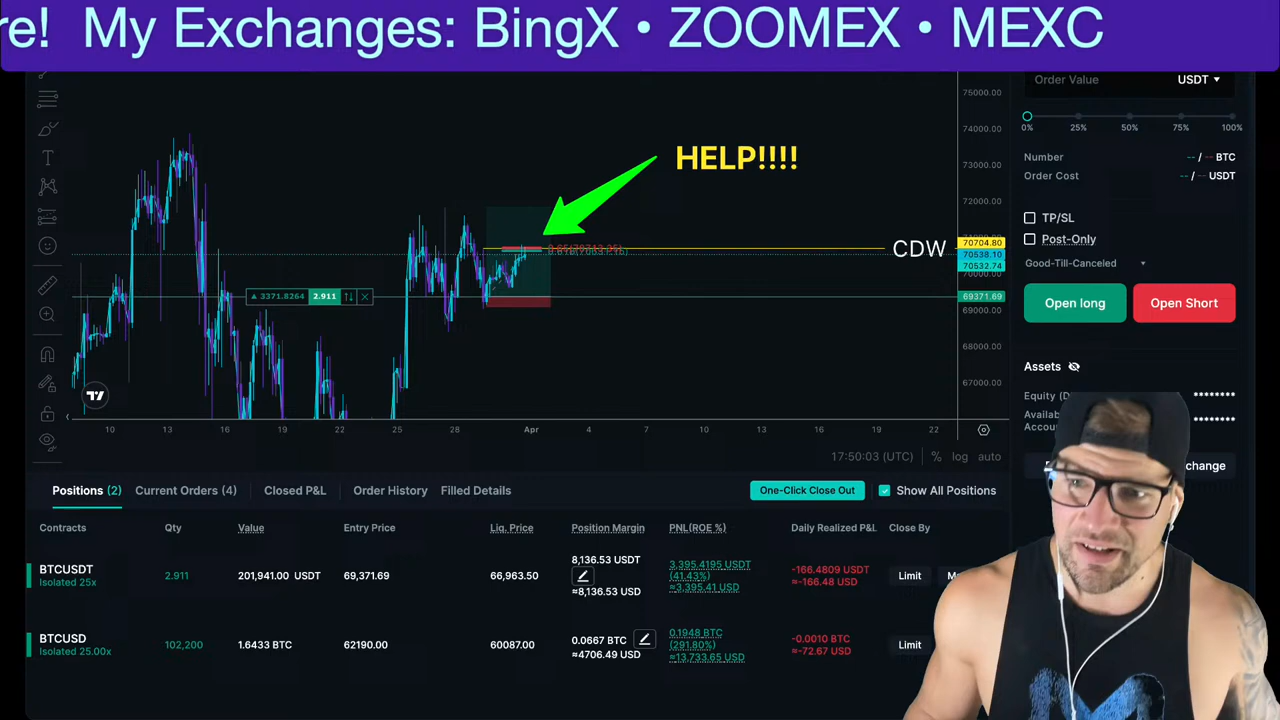 re! My Exchanges: BingX • ZOOMEX • MEXC
Order Value USDT
75000.00
74000.00
73000.00
72000.00
70000.00
69000.00
68000.00
67000.00
70704.80
70538.10
70532.74
69371.69
HELP!!!!
CDW
3371.8264 2.911
10 13 16 19 22 25 28 Apr 4 7 10 13 16 19 22
17:50:03 (UTC) % log auto
0% 25% 50% 75% 100%
Number -- / -- BTC
Order Cost -- / -- USDT
TP/SL
Post-Only
Good-Till-Canceled
Open long Open Short
Assets
Equity (D ********
Availab
Accou ********
change
Positions (2) Current Orders (4) Closed P&L Order History Filled Details One-Click Close Out Show All Positions
Contracts Qty Value Entry Price Liq. Price Position Margin PNL(ROE %) Daily Realized P&L Close By
BTCUSDT
Isolated 25x
2.911 201,941.00 USDT 69,371.69 66,963.50
8,136.53 USDT
≈8,136.53 USD
3,395.4195 USDT
(41.43%)
≈3,395.41 USD
-166.4809 USDT
≈-166.48 USD
Limit
BTCUSD
Isolated 25.00x
102,200 1.6433 BTC 62190.00 60087.00
0.0667 BTC
≈4706.49 USD
0.1948 BTC
(291.80%)
≈13,733.65 USD
-0.0010 BTC
≈-72.67 USD
Limit